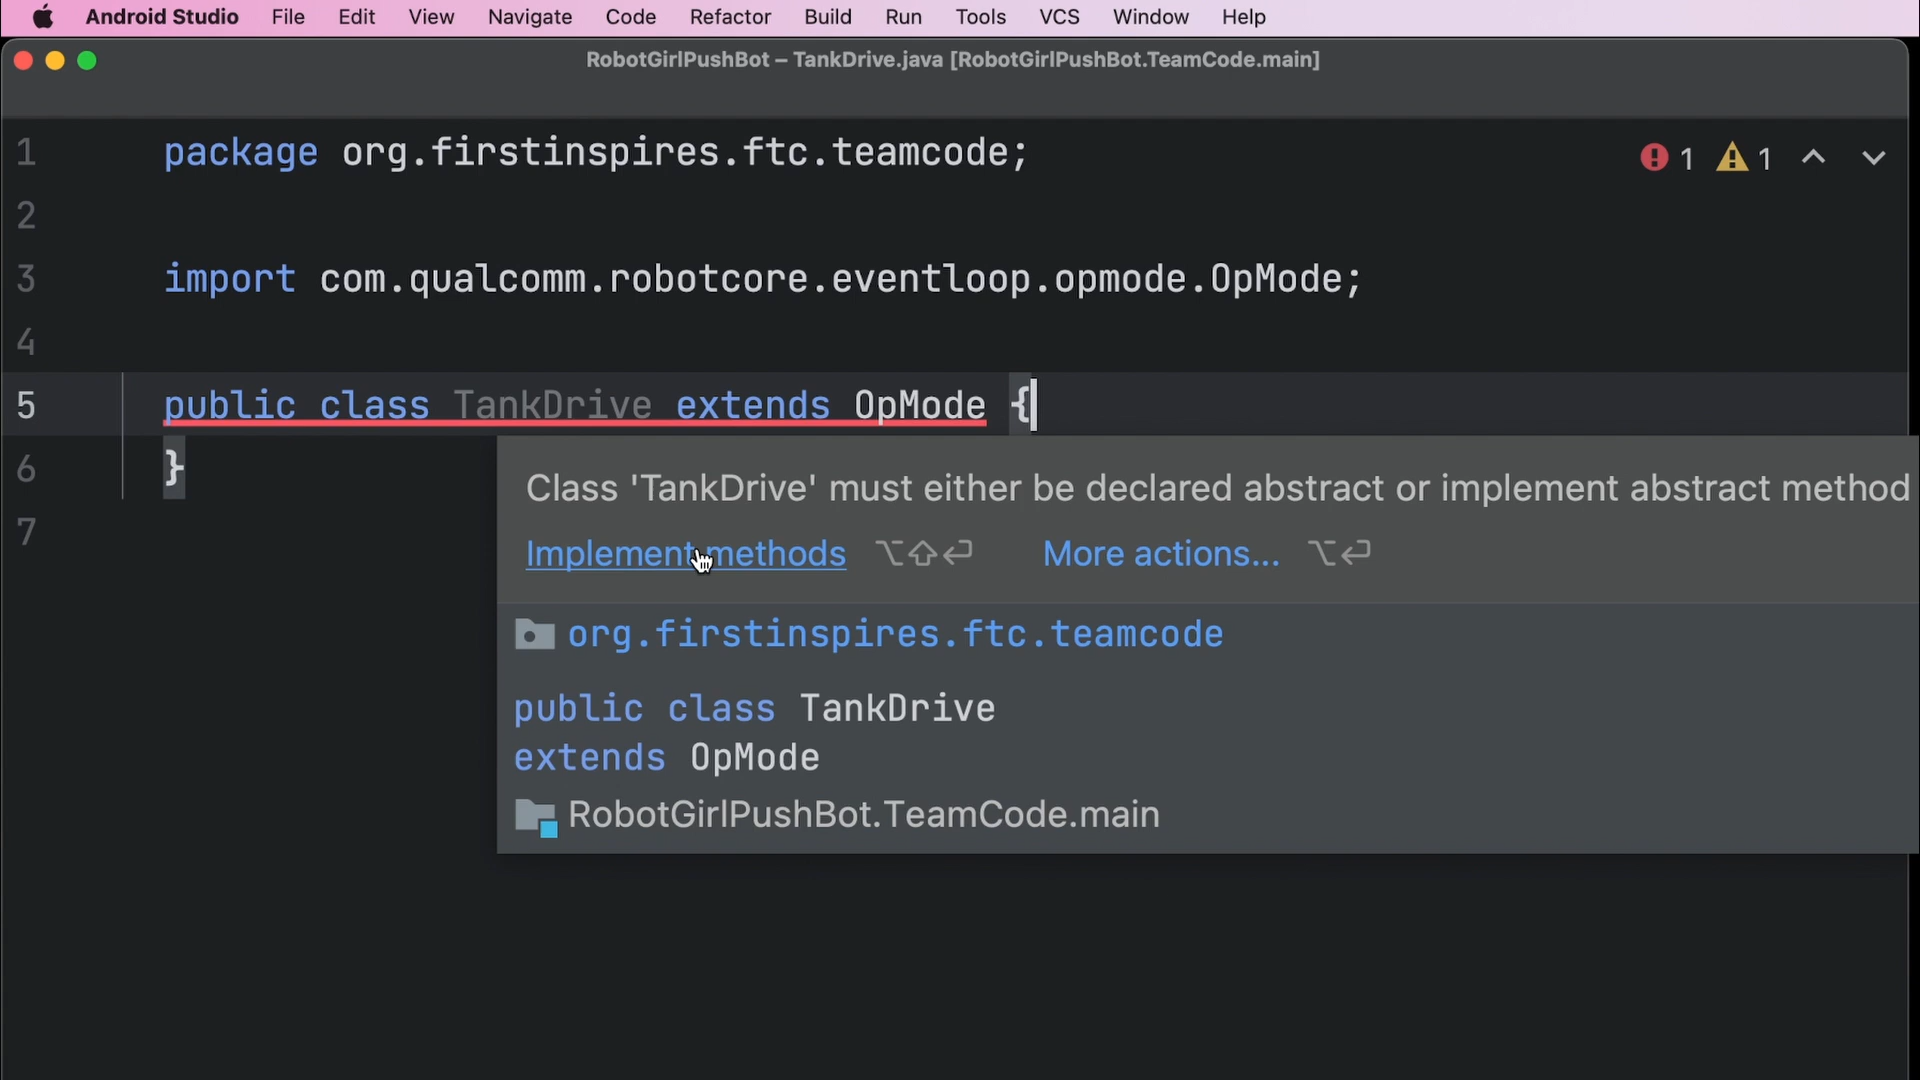 Android Studio File Edit View Navigate Code Refactor Build Run Tools VCS Window Help
RobotGirlPushBot – TankDrive.java [RobotGirlPushBot.TeamCode.main]
1 package org.firstinspires.ftc.teamcode;
1 1
2
3 import com.qualcomm.robotcore.eventloop.opmode.OpMode;
4
5 public class TankDrive extends OpMode {
6 }
7
Class 'TankDrive' must either be declared abstract or implement abstract method
Implement methods ⌥⇧⏎ More actions... ⌥⏎
org.firstinspires.ftc.teamcode
public class TankDrive
extends OpMode
RobotGirlPushBot.TeamCode.main